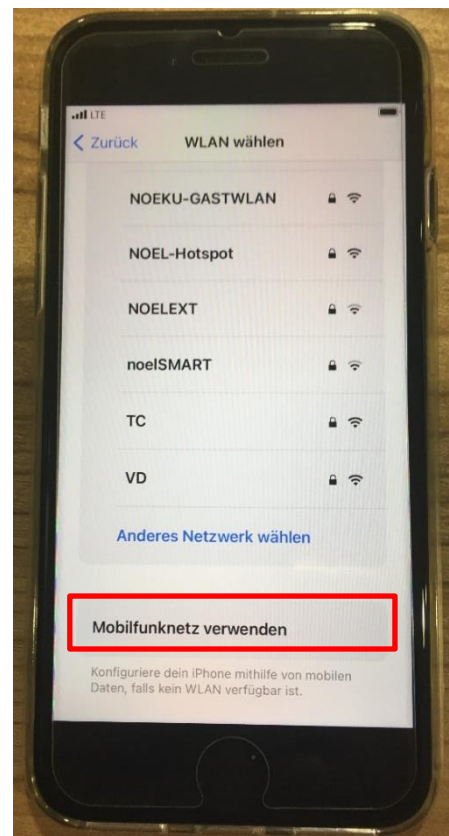 LTE
Zurück WLAN wählen
NOEKU-GASTWLAN
NOEL-Hotspot
NOELEXT
noelSMART
TC
VD
Anderes Netzwerk wählen
Mobilfunknetz verwenden
Konfiguriere dein iPhone mithilfe von mobilen
Daten, falls kein WLAN verfügbar ist.